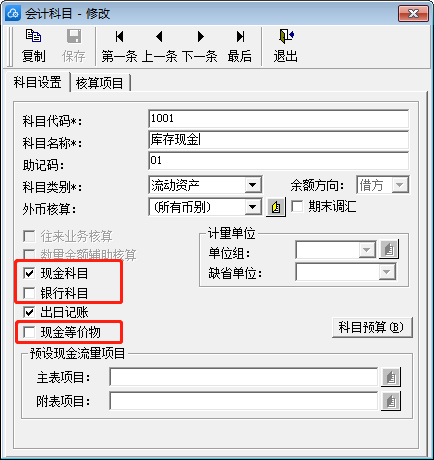 会计科目 - 修改
复制 保存 第一条 上一条 下一条 最后 退出
科目设置 核算项目
科目代码*: 1001
科目名称*: 库存现金
助记码: 01
科目类别*: 流动资产 余额方向: 借方
外币核算: (所有币别) 期末调汇
往来业务核算
数量金额辅助核算
计量单位
单位组:
缺省单位:
现金科目
银行科目
出日记账
现金等价物
科目预算(B)
预设现金流量项目
主表项目:
附表项目: